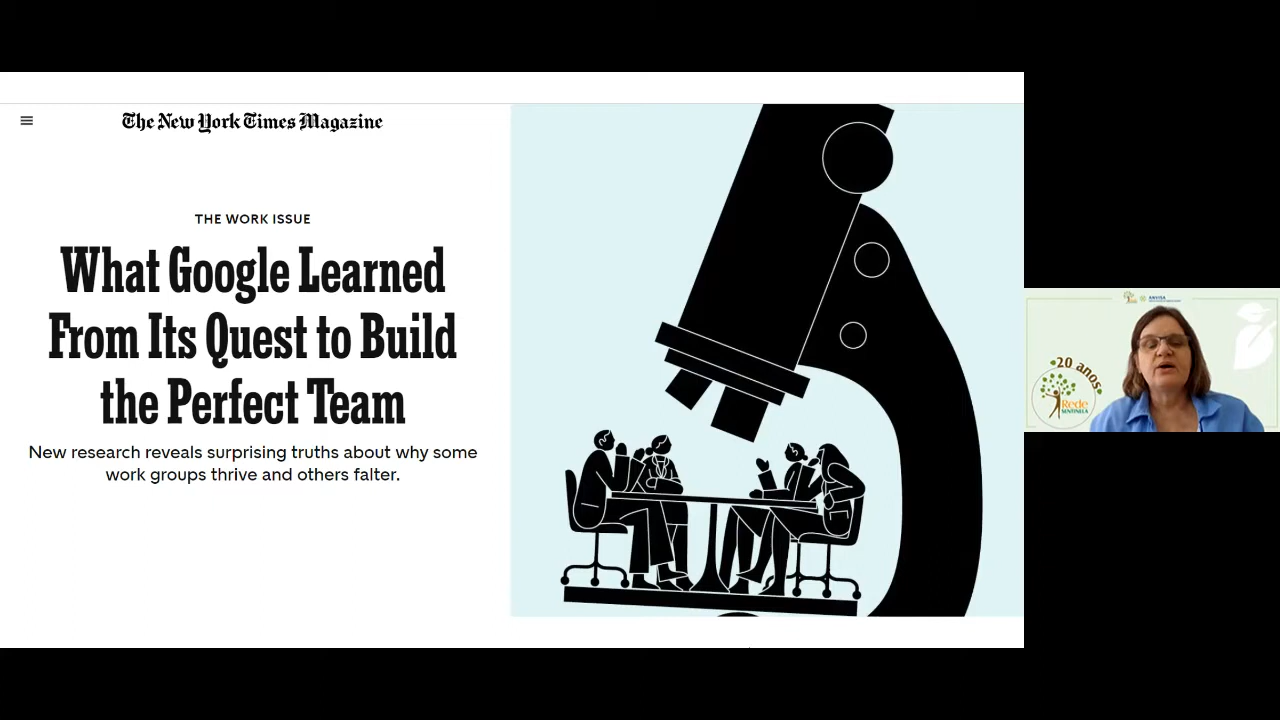 The New York Times Magazine
THE WORK ISSUE
What Google Learned
From Its Quest to Build
the Perfect Team
New research reveals surprising truths about why some
work groups thrive and others falter.
ANVISA
20 anos
Rede
SENTINELA